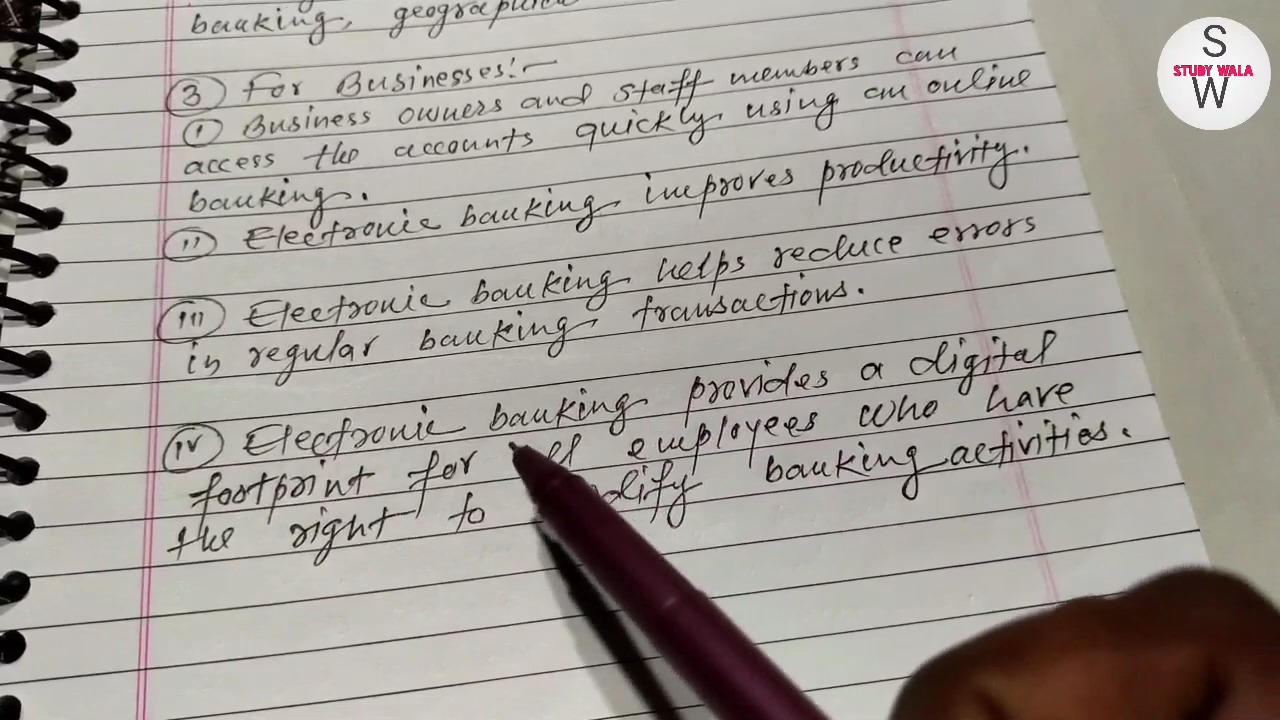 banking, geographica
③ For Businesses:-
① Business owners and staff members can
access the accounts quickly using an online
banking.
(II) Electronic banking improves productivity.
(III) Electronic banking helps reduce errors
in regular banking transactions.
(IV) Electronic banking provides a digital
footprint for employees who have
the right to banking activities.
S
STUDY WALA
W